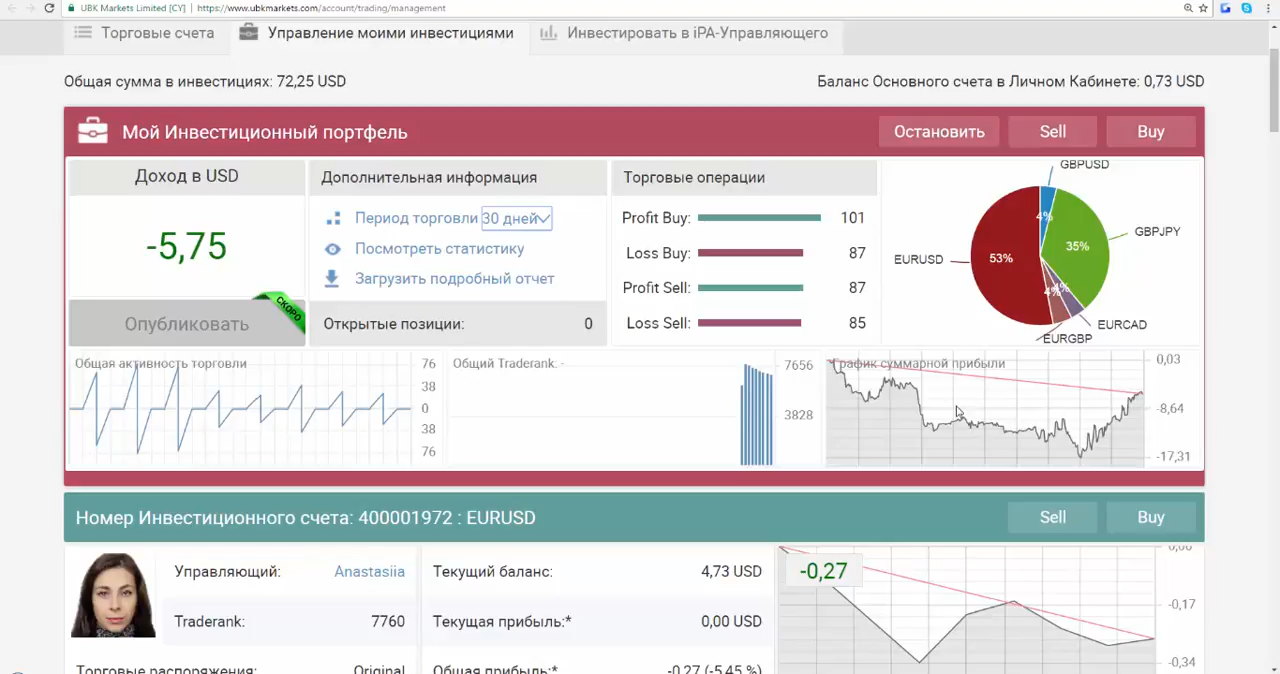 UBK Markets Limited [CY] | https://www.ubkmarkets.com/account/trading/management
Торговые счета Управление моими инвестициями Инвестировать в iPA-Управляющего
Общая сумма в инвестициях: 72,25 USD Баланс Основного счета в Личном Кабинете: 0,73 USD
Мой Инвестиционный портфель Остановить Sell Buy
Доход в USD
-5,75
СКОРО
Опубликовать
Дополнительная информация
Период торговли 30 дней
Посмотреть статистику
Загрузить подробный отчет
Открытые позиции: 0
Торговые операции
Profit Buy: 101
Loss Buy: 87
Profit Sell: 87
Loss Sell: 85
GBPUSD
4%
GBPJPY
35%
EURUSD
53%
4%
4%
EURCAD
EURGBP
Общая активность торговли
76
38
0
38
76
Общий Traderank: -
7656
3828
График суммарной прибыли
0,03
-8,64
-17,31
Номер Инвестиционного счета: 400001972 : EURUSD Sell Buy
Управляющий: Anastasiia
Traderank: 7760
Торговые распоряжения: Original
Текущий баланс: 4,73 USD
Текущая прибыль:* 0,00 USD
Общая прибыль:* -0,27 (-5,45 %)
-0,27
0,00
-0,17
-0,34